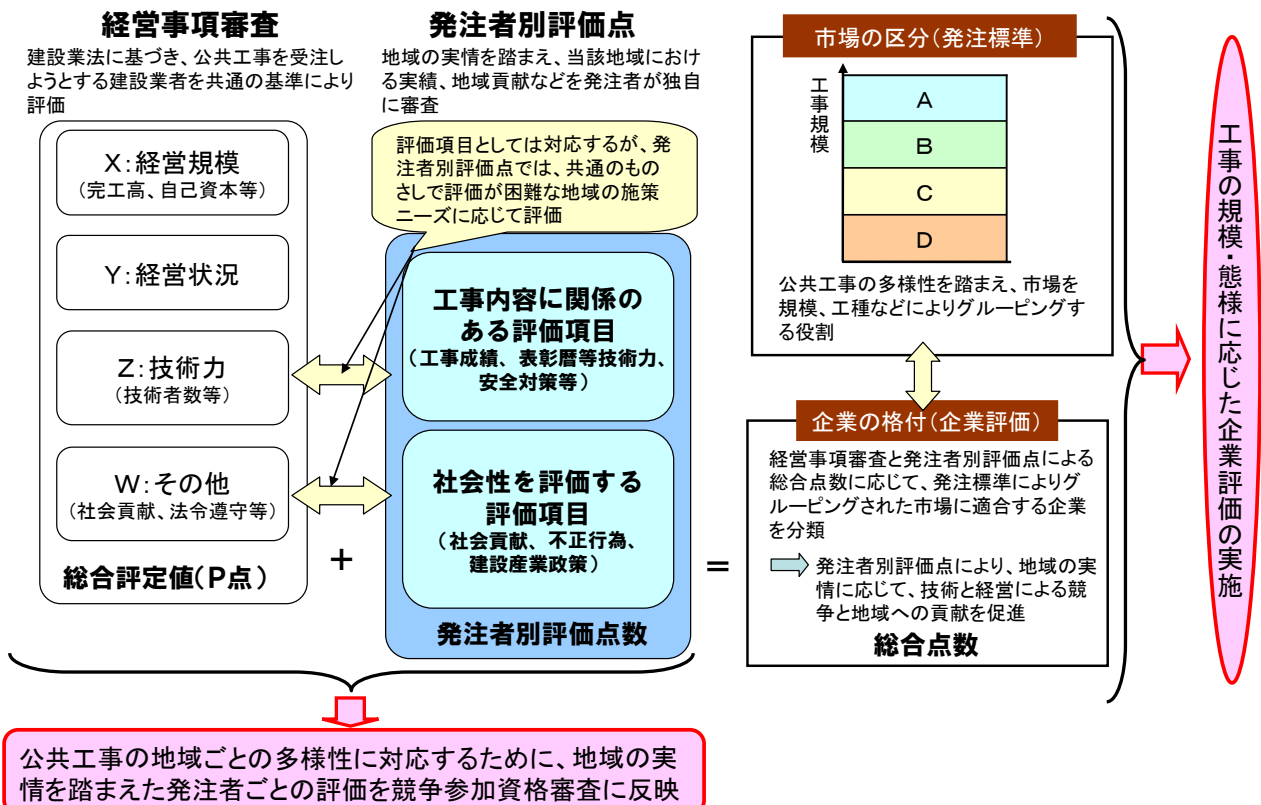 経営事項審査
建設業法に基づき、公共工事を受注し
ようとする建設業者を共通の基準により
評価
X:経営規模
(完工高、自己資本等)
Y:経営状況
Z:技術力
(技術者数等)
W:その他
(社会貢献、法令遵守等)
総合評定値(P点)
+
発注者別評価点
地域の実情を踏まえ、当該地域におけ
る実績、地域貢献などを発注者が独自
に審査
評価項目としては対応するが、発
注者別評価点では、共通のもの
さしで評価が困難な地域の施策
ニーズに応じて評価
工事内容に関係の
ある評価項目
(工事成績、表彰暦等技術力、
安全対策等)
社会性を評価する
評価項目
(社会貢献、不正行為、
建設産業政策)
発注者別評価点数
=
市場の区分(発注標準)
工事規模
A
B
C
D
公共工事の多様性を踏まえ、市場を
規模、工種などによりグルーピングす
る役割
企業の格付(企業評価)
経営事項審査と発注者別評価点による
総合点数に応じて、発注標準によりグ
ルーピングされた市場に適合する企業
を分類
発注者別評価点により、地域の実
情に応じて、技術と経営による競
争と地域への貢献を促進
総合点数
工事の規模・態様に応じた企業評価の実施
公共工事の地域ごとの多様性に対応するために、地域の実
情を踏まえた発注者ごとの評価を競争参加資格審査に反映